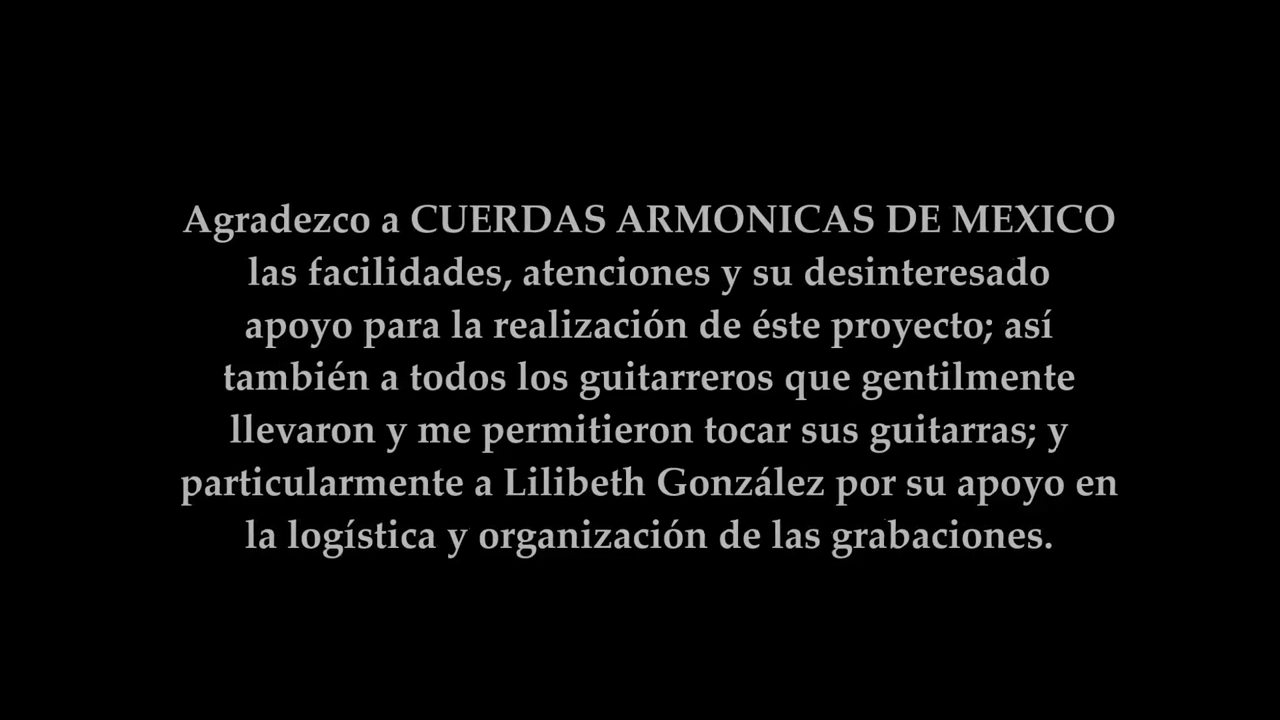 Agradezco a CUERDAS ARMONICAS DE MEXICO
las facilidades, atenciones y su desinteresado
apoyo para la realización de éste proyecto; así
también a todos los guitarreros que gentilmente
llevaron y me permitieron tocar sus guitarras; y
particularmente a Lilibeth González por su apoyo en
la logística y organización de las grabaciones.